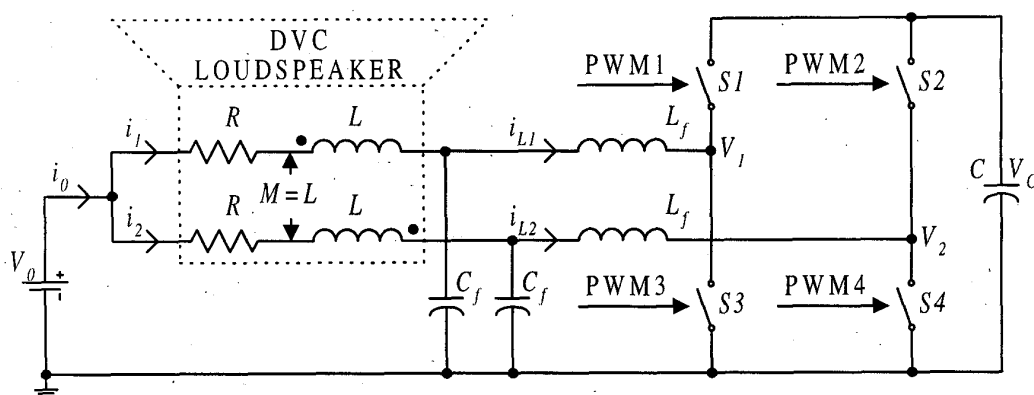 DVC
LOUDSPEAKER
PWM1
S1
PWM2
S2
i1
R
L
iL1
Lf
V1
i0
M=L
C
VC
i2
R
L
iL2
Lf
V2
V0
+
-
Cf
Cf
PWM3
S3
PWM4
S4